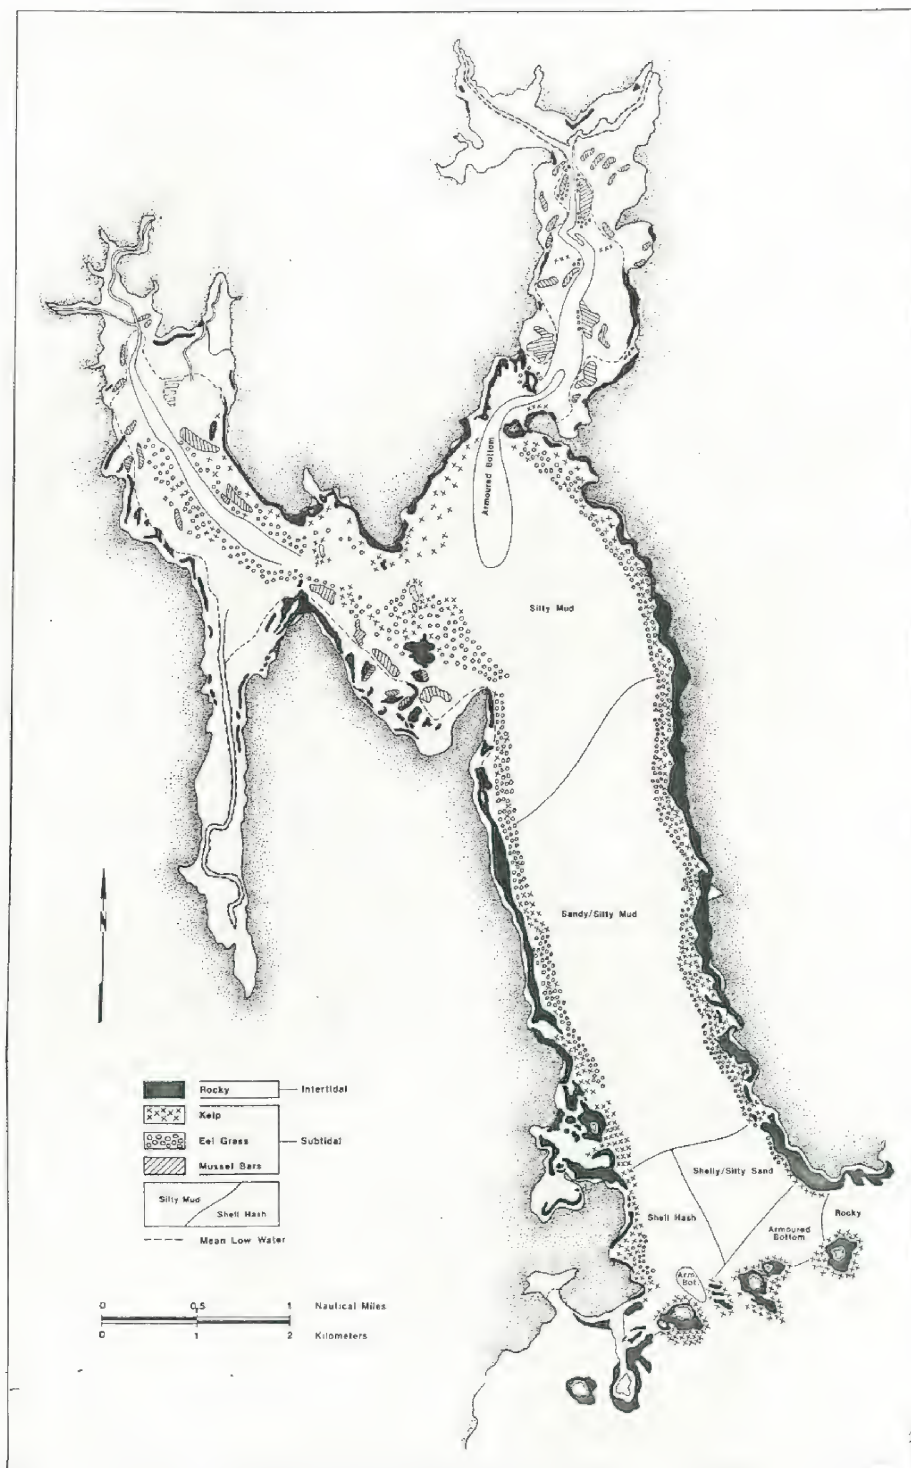 Armoured Bottom
Silty Mud
Sandy/Silty Mud
Shelly/Silty Sand
Shell Hash
Armoured
Bottom
Rocky
Arm.
Bot.
N
Rocky
Intertidal
Kelp
Eel Grass
Subtidal
Mussel Bars
Silty Mud
Shell Hash
Mean Low Water
0 0,5 1 Nautical Miles
0 1 2 Kilometers